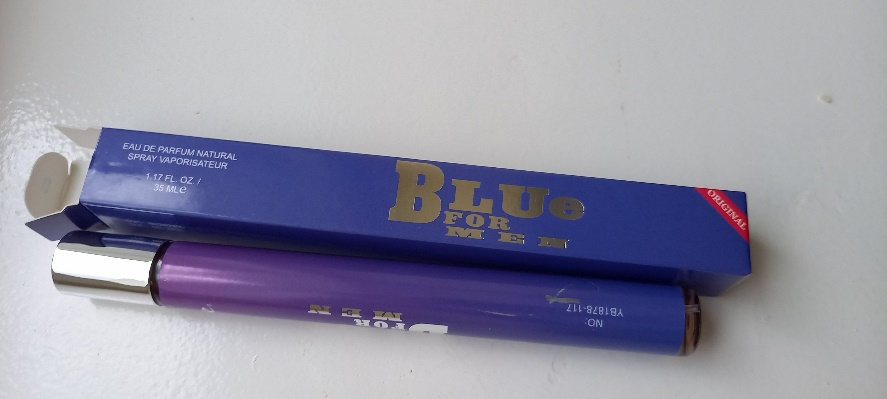 EAU DE PARFUM NATURAL
SPRAY VAPORISATEUR
1.17 FL. OZ. /
35 ML e
BLUe
FOR
MEN
ORIGINAL
FOR
MEN
NO:
YB1878-117